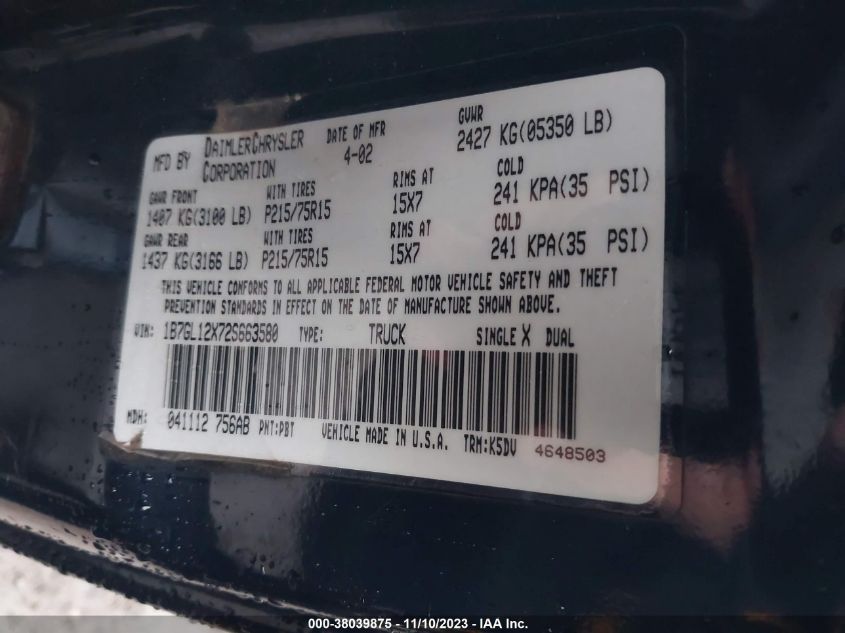 MFD BY DAIMLERCHRYSLER CORPORATION DATE OF MFR 4-02 GVWR 2427 KG(05350 LB)
GAWR FRONT WITH TIRES RIMS AT COLD
1407 KG(3100 LB) P215/75R15 15X7 241 KPA(35 PSI)
GAWR REAR WITH TIRES RIMS AT COLD
1437 KG(3166 LB) P215/75R15 15X7 241 KPA(35 PSI)
THIS VEHICLE CONFORMS TO ALL APPLICABLE FEDERAL MOTOR VEHICLE SAFETY AND THEFT
PREVENTION STANDARDS IN EFFECT ON THE DATE OF MANUFACTURE SHOWN ABOVE.
VIN: 1B7GL12X72S663580 TYPE: TRUCK SINGLE X DUAL
MDH: 041112 756AB PNT:PBT VEHICLE MADE IN U.S.A. TRM:K5DV 4648503
000-38039875 - 11/10/2023 - IAA Inc.